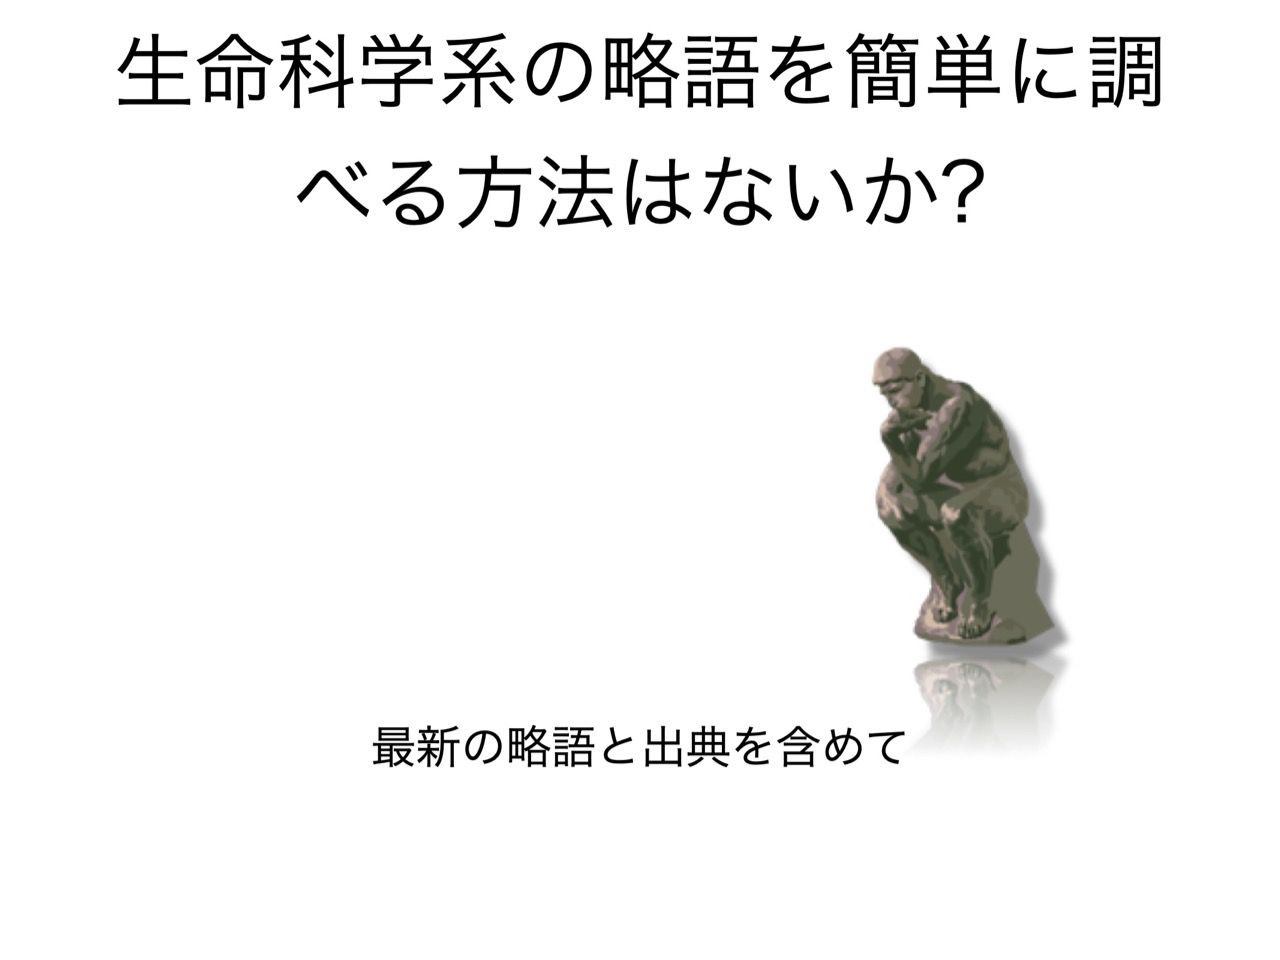 生命科学系の略語を簡単に調
べる方法はないか?
最新の略語と出典を含めて